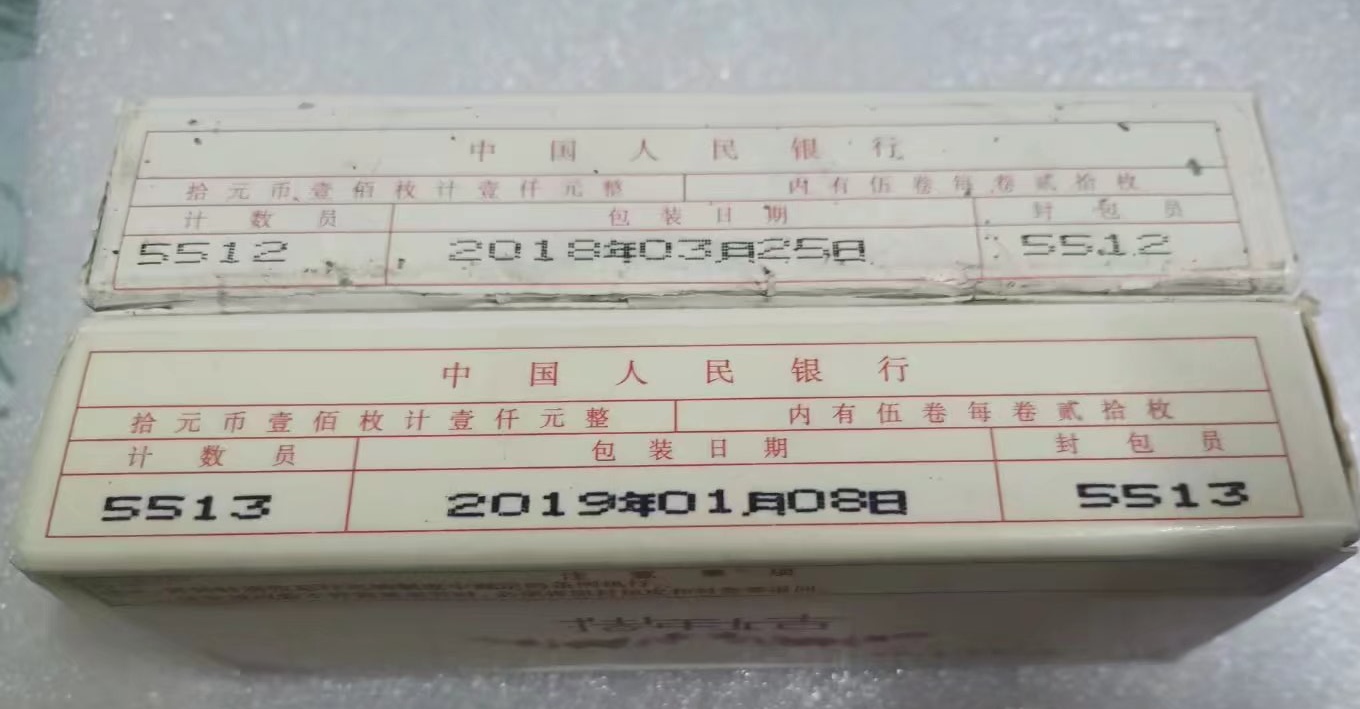 中国人民银行
拾元币壹佰枚计壹仟元整 内有伍卷每卷贰拾枚
计数员 包装日期 封包员
5512 2018年03月25日 5512
中国人民银行
拾元币壹佰枚计壹仟元整 内有伍卷每卷贰拾枚
计数员 包装日期 封包员
5513 2019年01月08日 5513